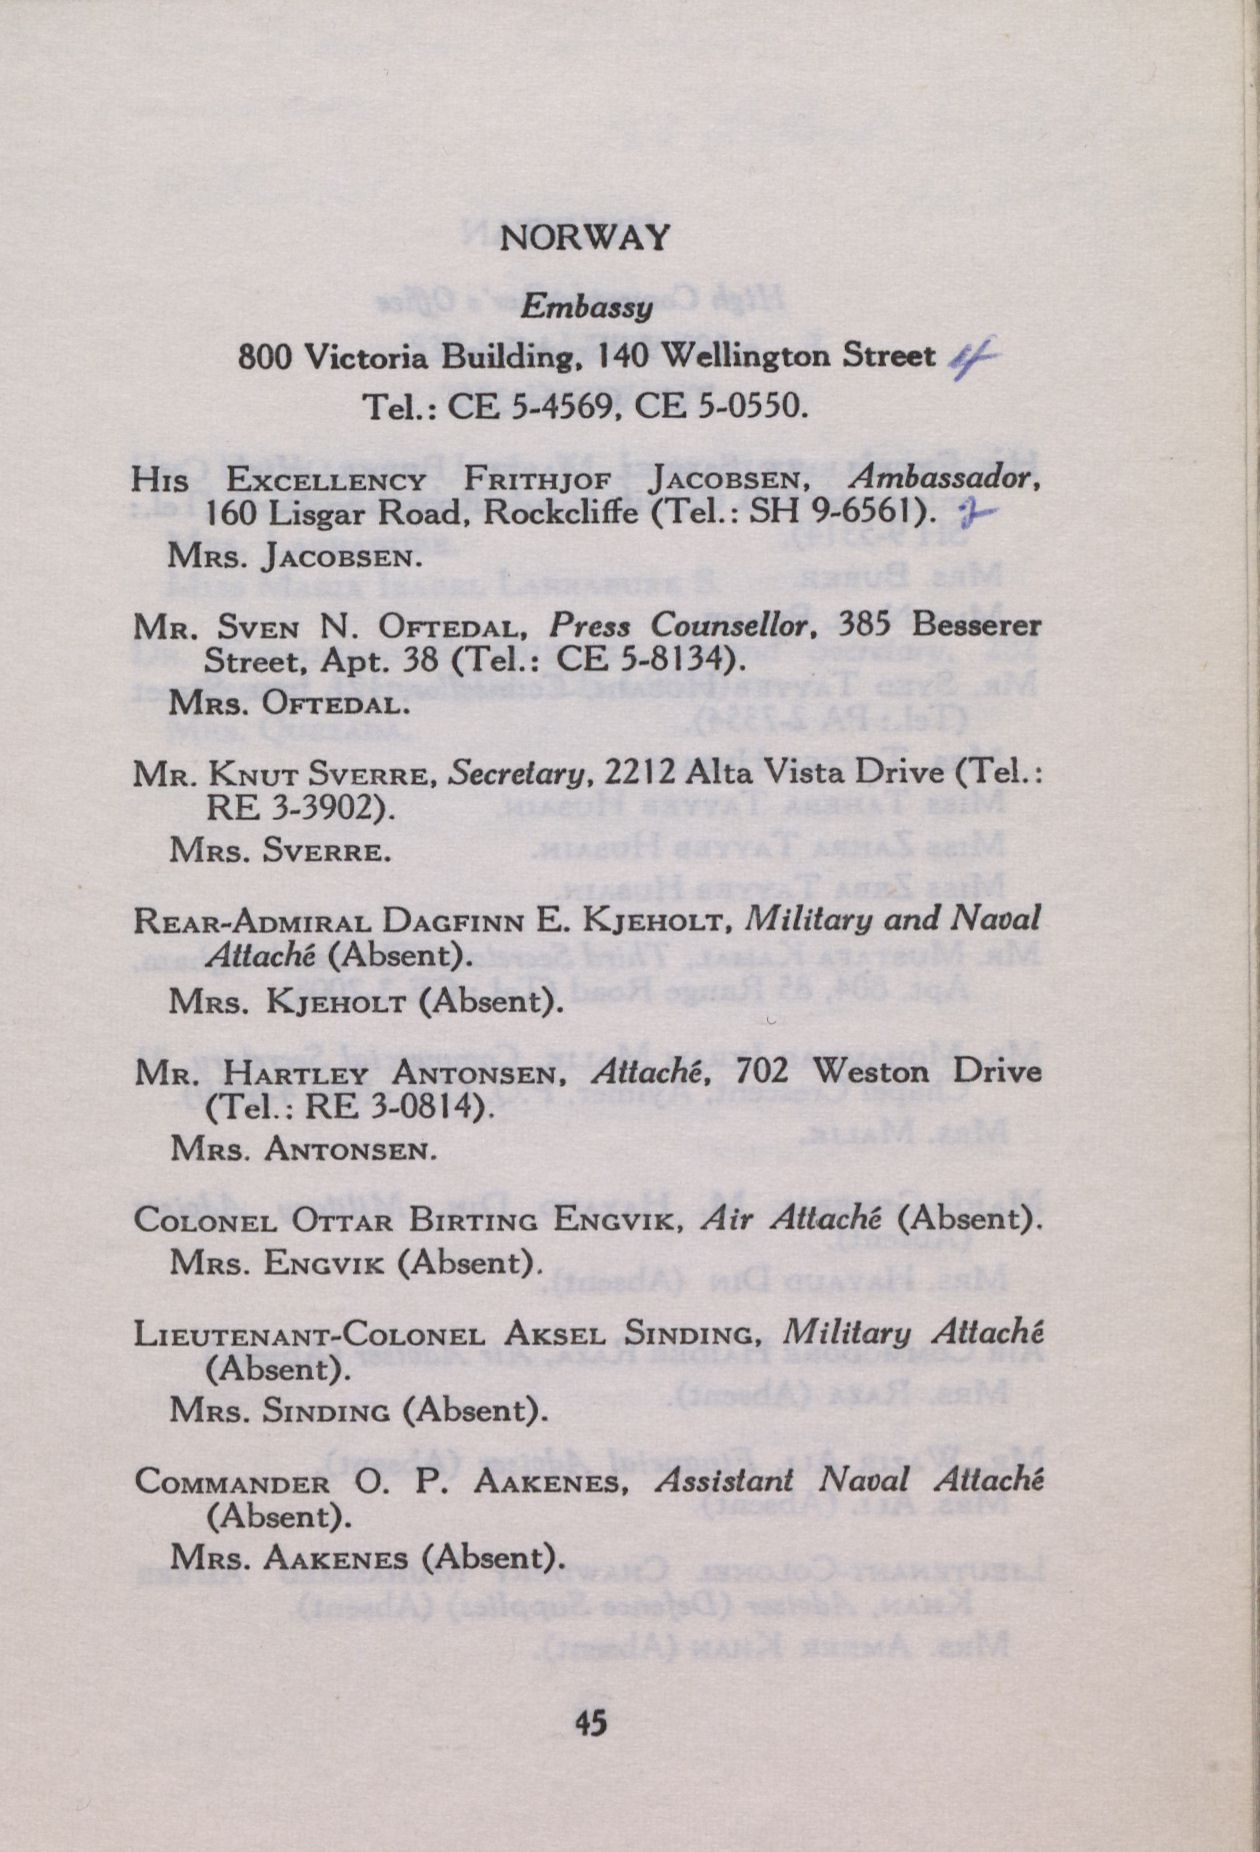 NORWAY
Embassy
800 Victoria Building, 140 Wellington Street 4
Tel.: CE 5-4569, CE 5-0550.
HIS EXCELLENCY FRITHJOF JACOBSEN, Ambassador,
160 Lisgar Road, Rockcliffe (Tel.: SH 9-6561). 2
MRS. JACOBSEN.
MR. SVEN N. OFTEDAL, Press Counsellor, 385 Besserer
Street, Apt. 38 (Tel.: CE 5-8134).
MRS. OFTEDAL.
MR. KNUT SVERRE, Secretary, 2212 Alta Vista Drive (Tel.:
RE 3-3902).
MRS. SVERRE.
REAR-ADMIRAL DAGFINN E. KJEHOLT, Military and Naval
Attaché (Absent).
MRS. KJEHOLT (Absent).
MR. HARTLEY ANTONSEN, Attaché, 702 Weston Drive
(Tel.: RE 3-0814).
MRS. ANTONSEN.
COLONEL OTTAR BIRTING ENGVIK, Air Attaché (Absent).
MRS. ENGVIK (Absent).
LIEUTENANT-COLONEL AKSEL SINDING, Military Attaché
(Absent).
MRS. SINDING (Absent).
COMMANDER O. P. AAKENES, Assistant Naval Attaché
(Absent).
MRS. AAKENES (Absent).
45